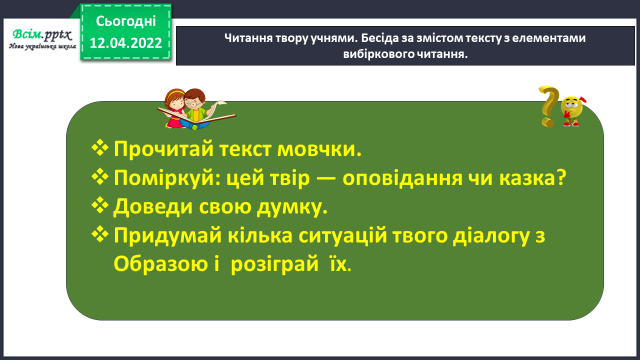 Всім.pptx
Нова українська школа
Сьогодні
12.04.2022
Читання твору учнями. Бесіда за змістом тексту з елементами
вибіркового читання.
❖ Прочитай текст мовчки.
❖ Поміркуй: цей твір — оповідання чи казка?
❖ Доведи свою думку.
❖ Придумай кілька ситуацій твого діалогу з
Образою і розіграй їх.